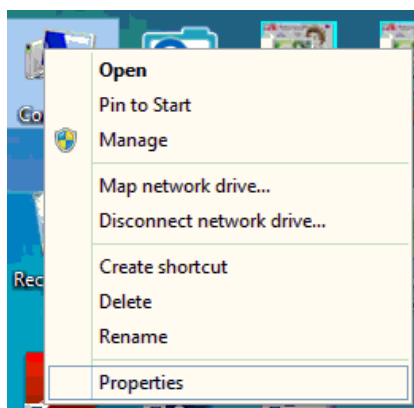 Open
Pin to Start
Manage
Map network drive...
Disconnect network drive...
Create shortcut
Delete
Rename
Properties